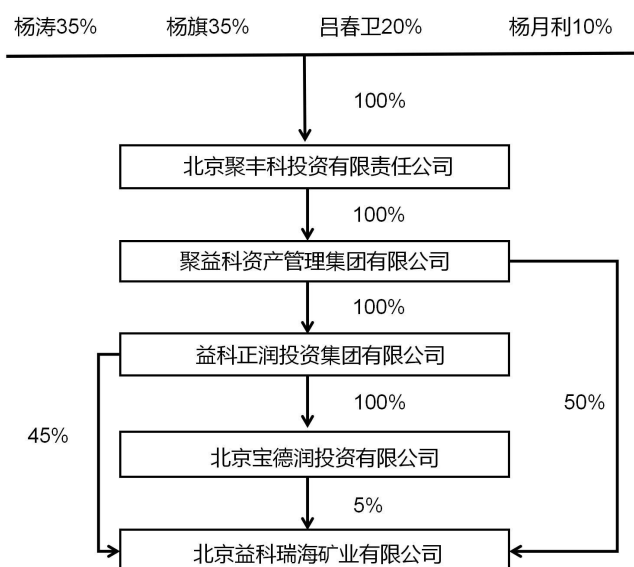 杨涛35% 杨旗35% 吕春卫20% 杨月利10%
100%
北京聚丰科投资有限责任公司
100%
聚益科资产管理集团有限公司
100%
益科正润投资集团有限公司
100%
50%
45%
北京宝德润投资有限公司
5%
北京益科瑞海矿业有限公司